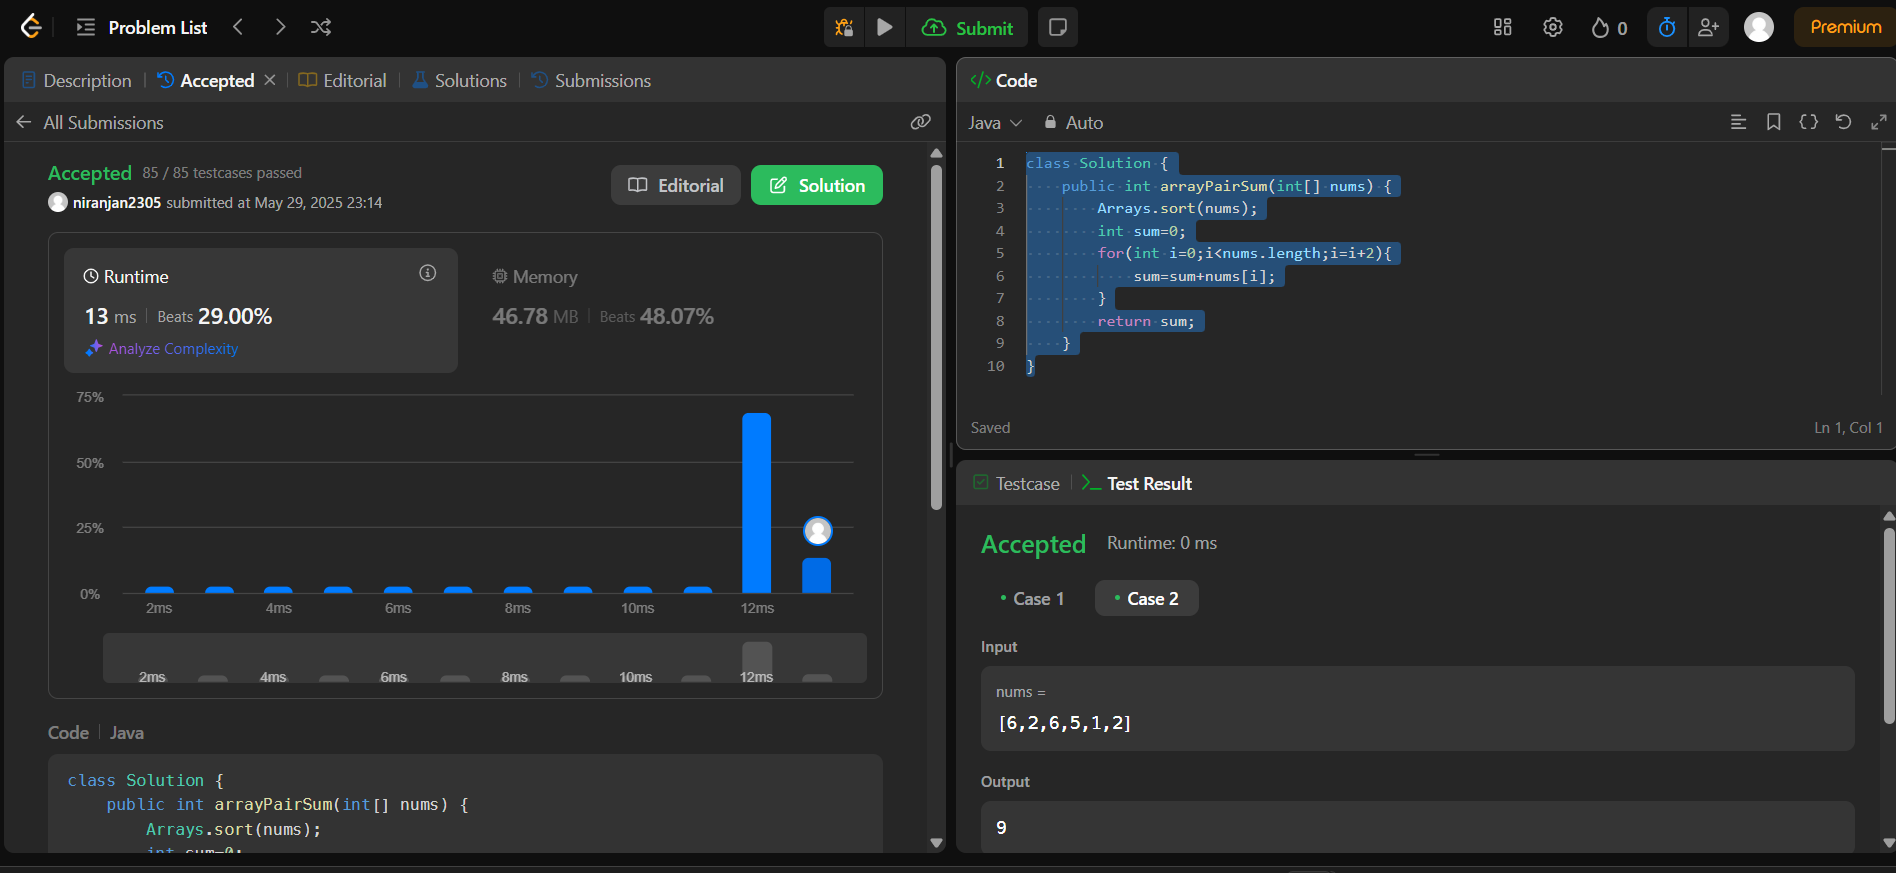 Problem List
Submit
0
Premium
Description
Accepted
Editorial
Solutions
Submissions
All Submissions
Accepted 85 / 85 testcases passed
niranjan2305 submitted at May 29, 2025 23:14
Editorial
Solution
Runtime
13 ms Beats 29.00%
Analyze Complexity
Memory
46.78 MB Beats 48.07%
75%
50%
25%
0%
2ms 4ms 6ms 8ms 10ms 12ms
2ms 4ms 6ms 8ms 10ms 12ms
Code Java
class Solution {
    public int arrayPairSum(int[] nums) {
        Arrays.sort(nums);
        int sum=0;
Code
Java
Auto
1 class Solution {
2     public int arrayPairSum(int[] nums) {
3         Arrays.sort(nums);
4         int sum=0;
5         for(int i=0;i<nums.length;i=i+2){
6             sum=sum+nums[i];
7         }
8         return sum;
9     }
10 }
Saved
Ln 1, Col 1
Testcase
Test Result
Accepted Runtime: 0 ms
Case 1
Case 2
Input
nums =
[6,2,6,5,1,2]
Output
9